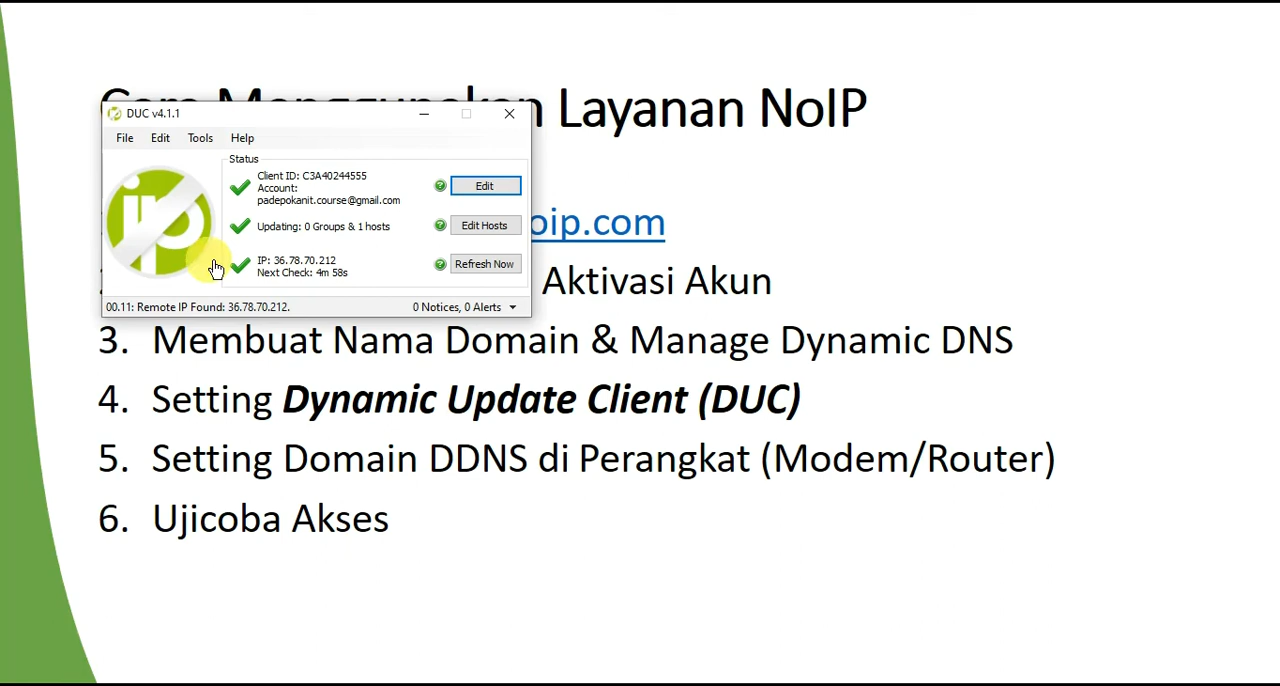 Layanan NoIP
DUC v4.1.1
File Edit Tools Help
Status
Client ID: C3A40244555
Account:
padepokanit.course@gmail.com
Edit
Updating: 0 Groups & 1 hosts
Edit Hosts
IP: 36.78.70.212
Next Check: 4m 58s
Refresh Now
00.11: Remote IP Found: 36.78.70.212.
0 Notices, 0 Alerts
oip.com
Aktivasi Akun
3. Membuat Nama Domain & Manage Dynamic DNS
4. Setting Dynamic Update Client (DUC)
5. Setting Domain DDNS di Perangkat (Modem/Router)
6. Ujicoba Akses